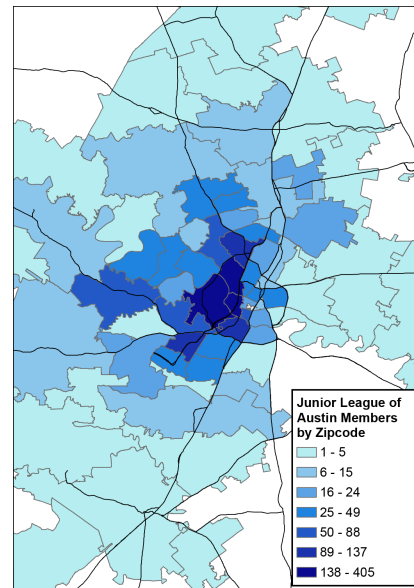 Junior League of
Austin Members
by Zipcode
1 - 5
6 - 15
16 - 24
25 - 49
50 - 88
89 - 137
138 - 405